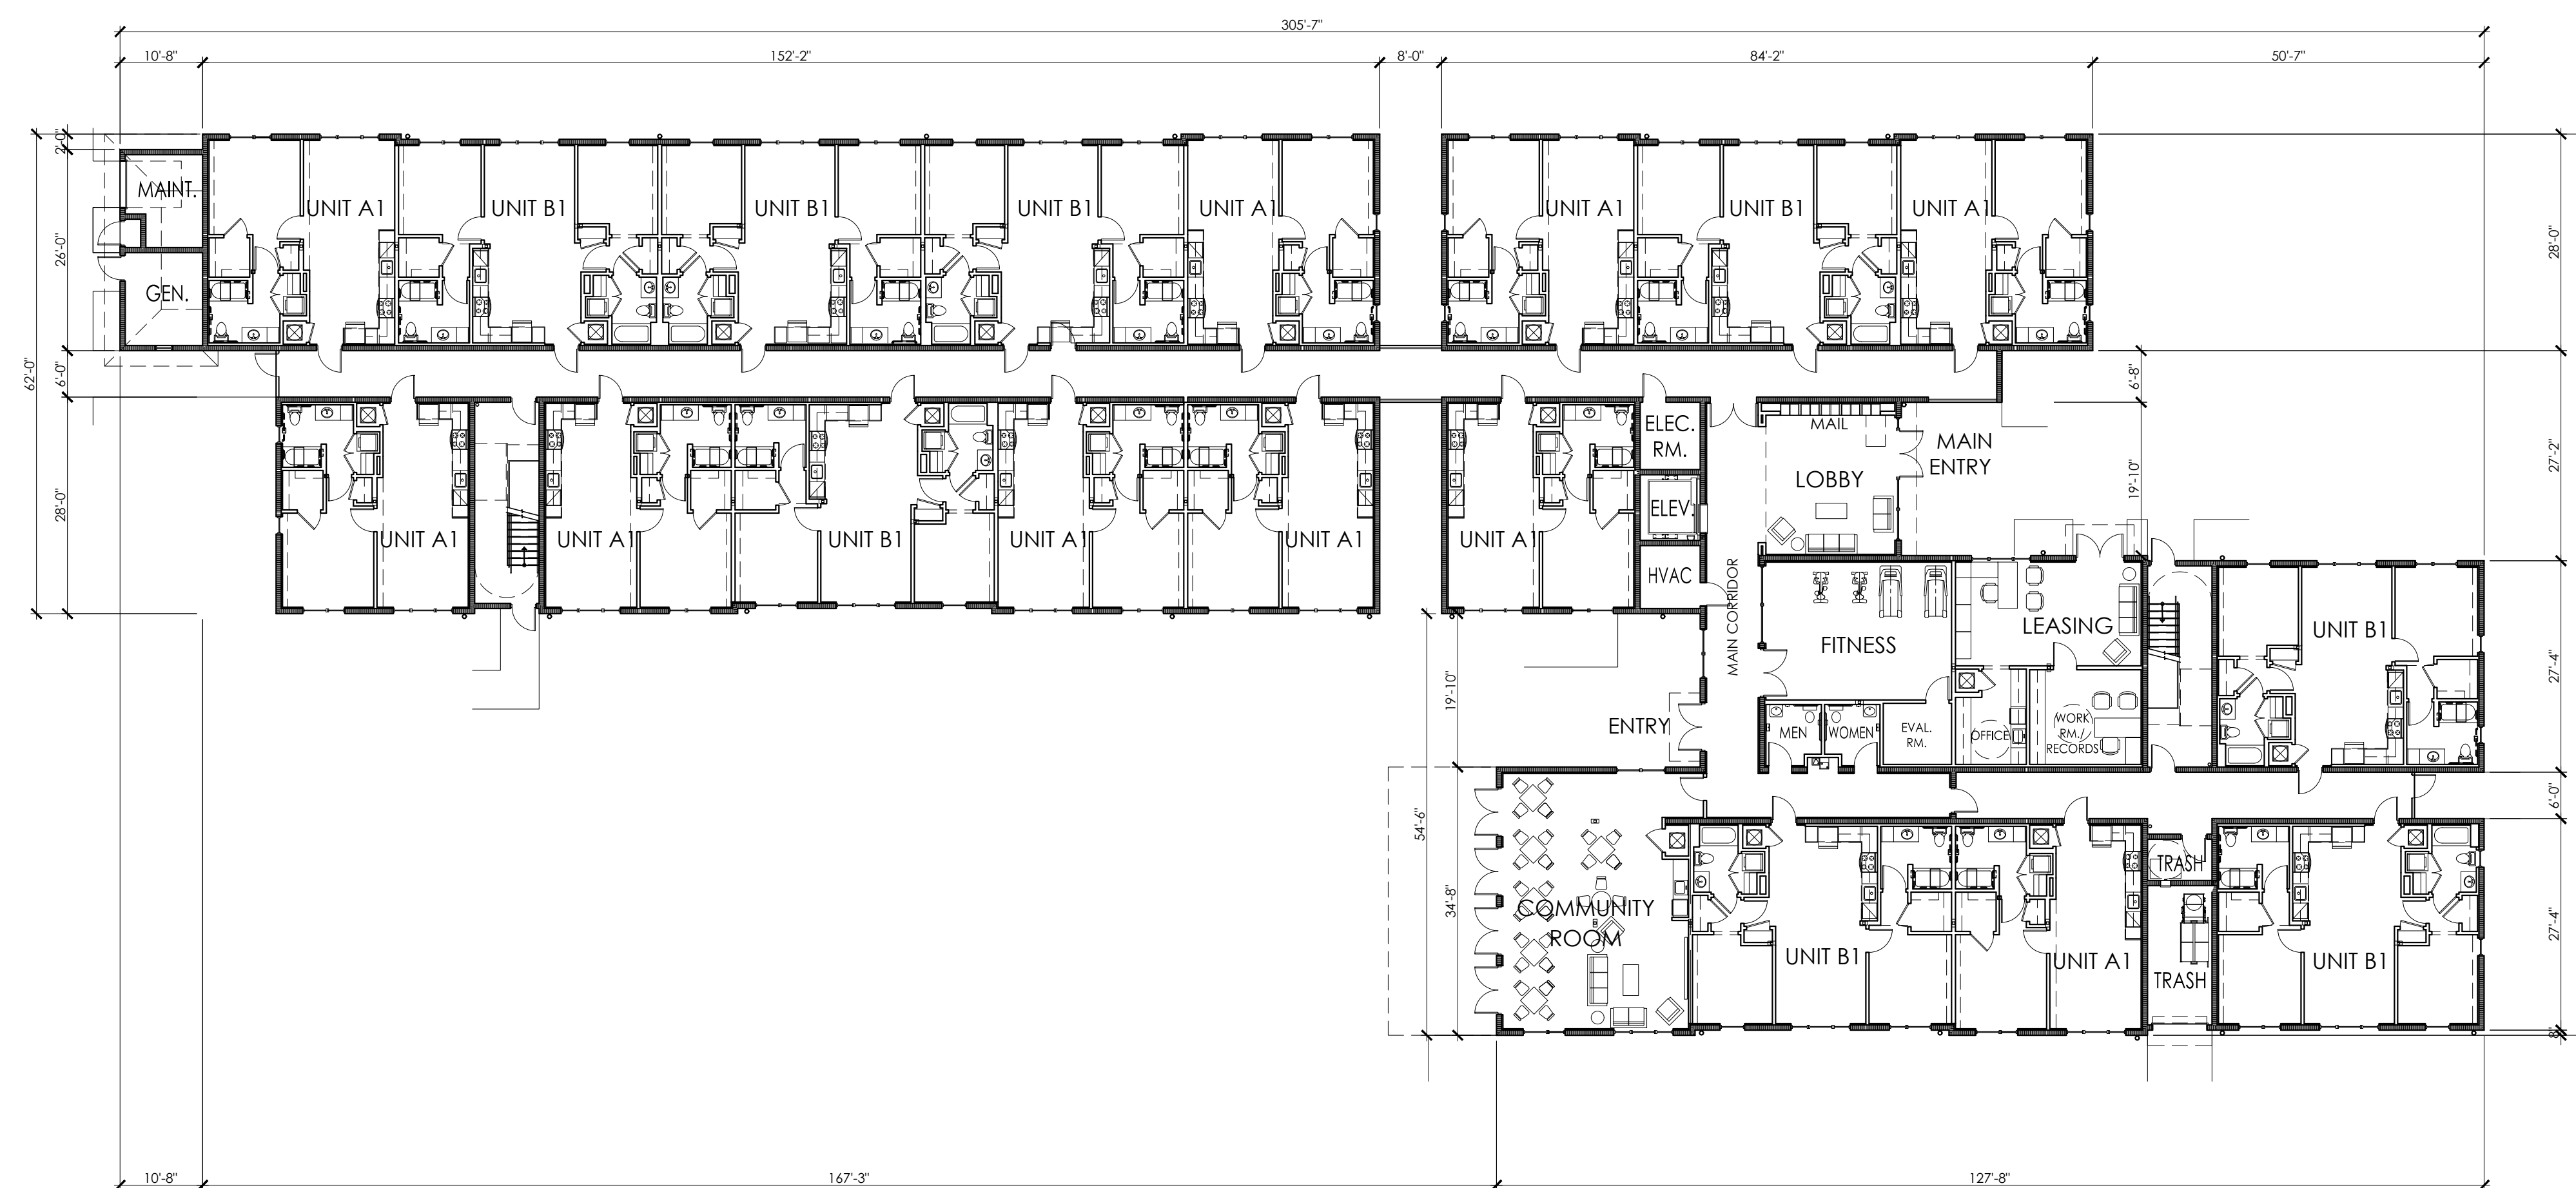 305'-7"
10'-8"
152'-2"
8'-0"
84'-2"
50'-7"
2'-0"
26'-0"
6'-0"
28'-0"
62'-0"
MAINT.
GEN.
UNIT A1
UNIT B1
UNIT B1
UNIT B1
UNIT A1
UNIT A1
UNIT B1
UNIT A1
28'-0"
6'-8"
27'-2"
19'-10"
27'-4"
6'-0"
27'-4"
8"
UNIT A1
UNIT A1
UNIT B1
UNIT A1
UNIT A1
UNIT A1
ELEC.
RM.
ELEV.
HVAC
MAIL
LOBBY
MAIN
ENTRY
MAIN CORRIDOR
FITNESS
LEASING
UNIT B1
ENTRY
MEN
WOMEN
EVAL.
RM.
OFFICE
WORK
RM./
RECORDS
19'-10"
54'-6"
34'-8"
COMMUNITY
ROOM
UNIT B1
UNIT A1
TRASH
TRASH
UNIT B1
10'-8"
167'-3"
127'-8"